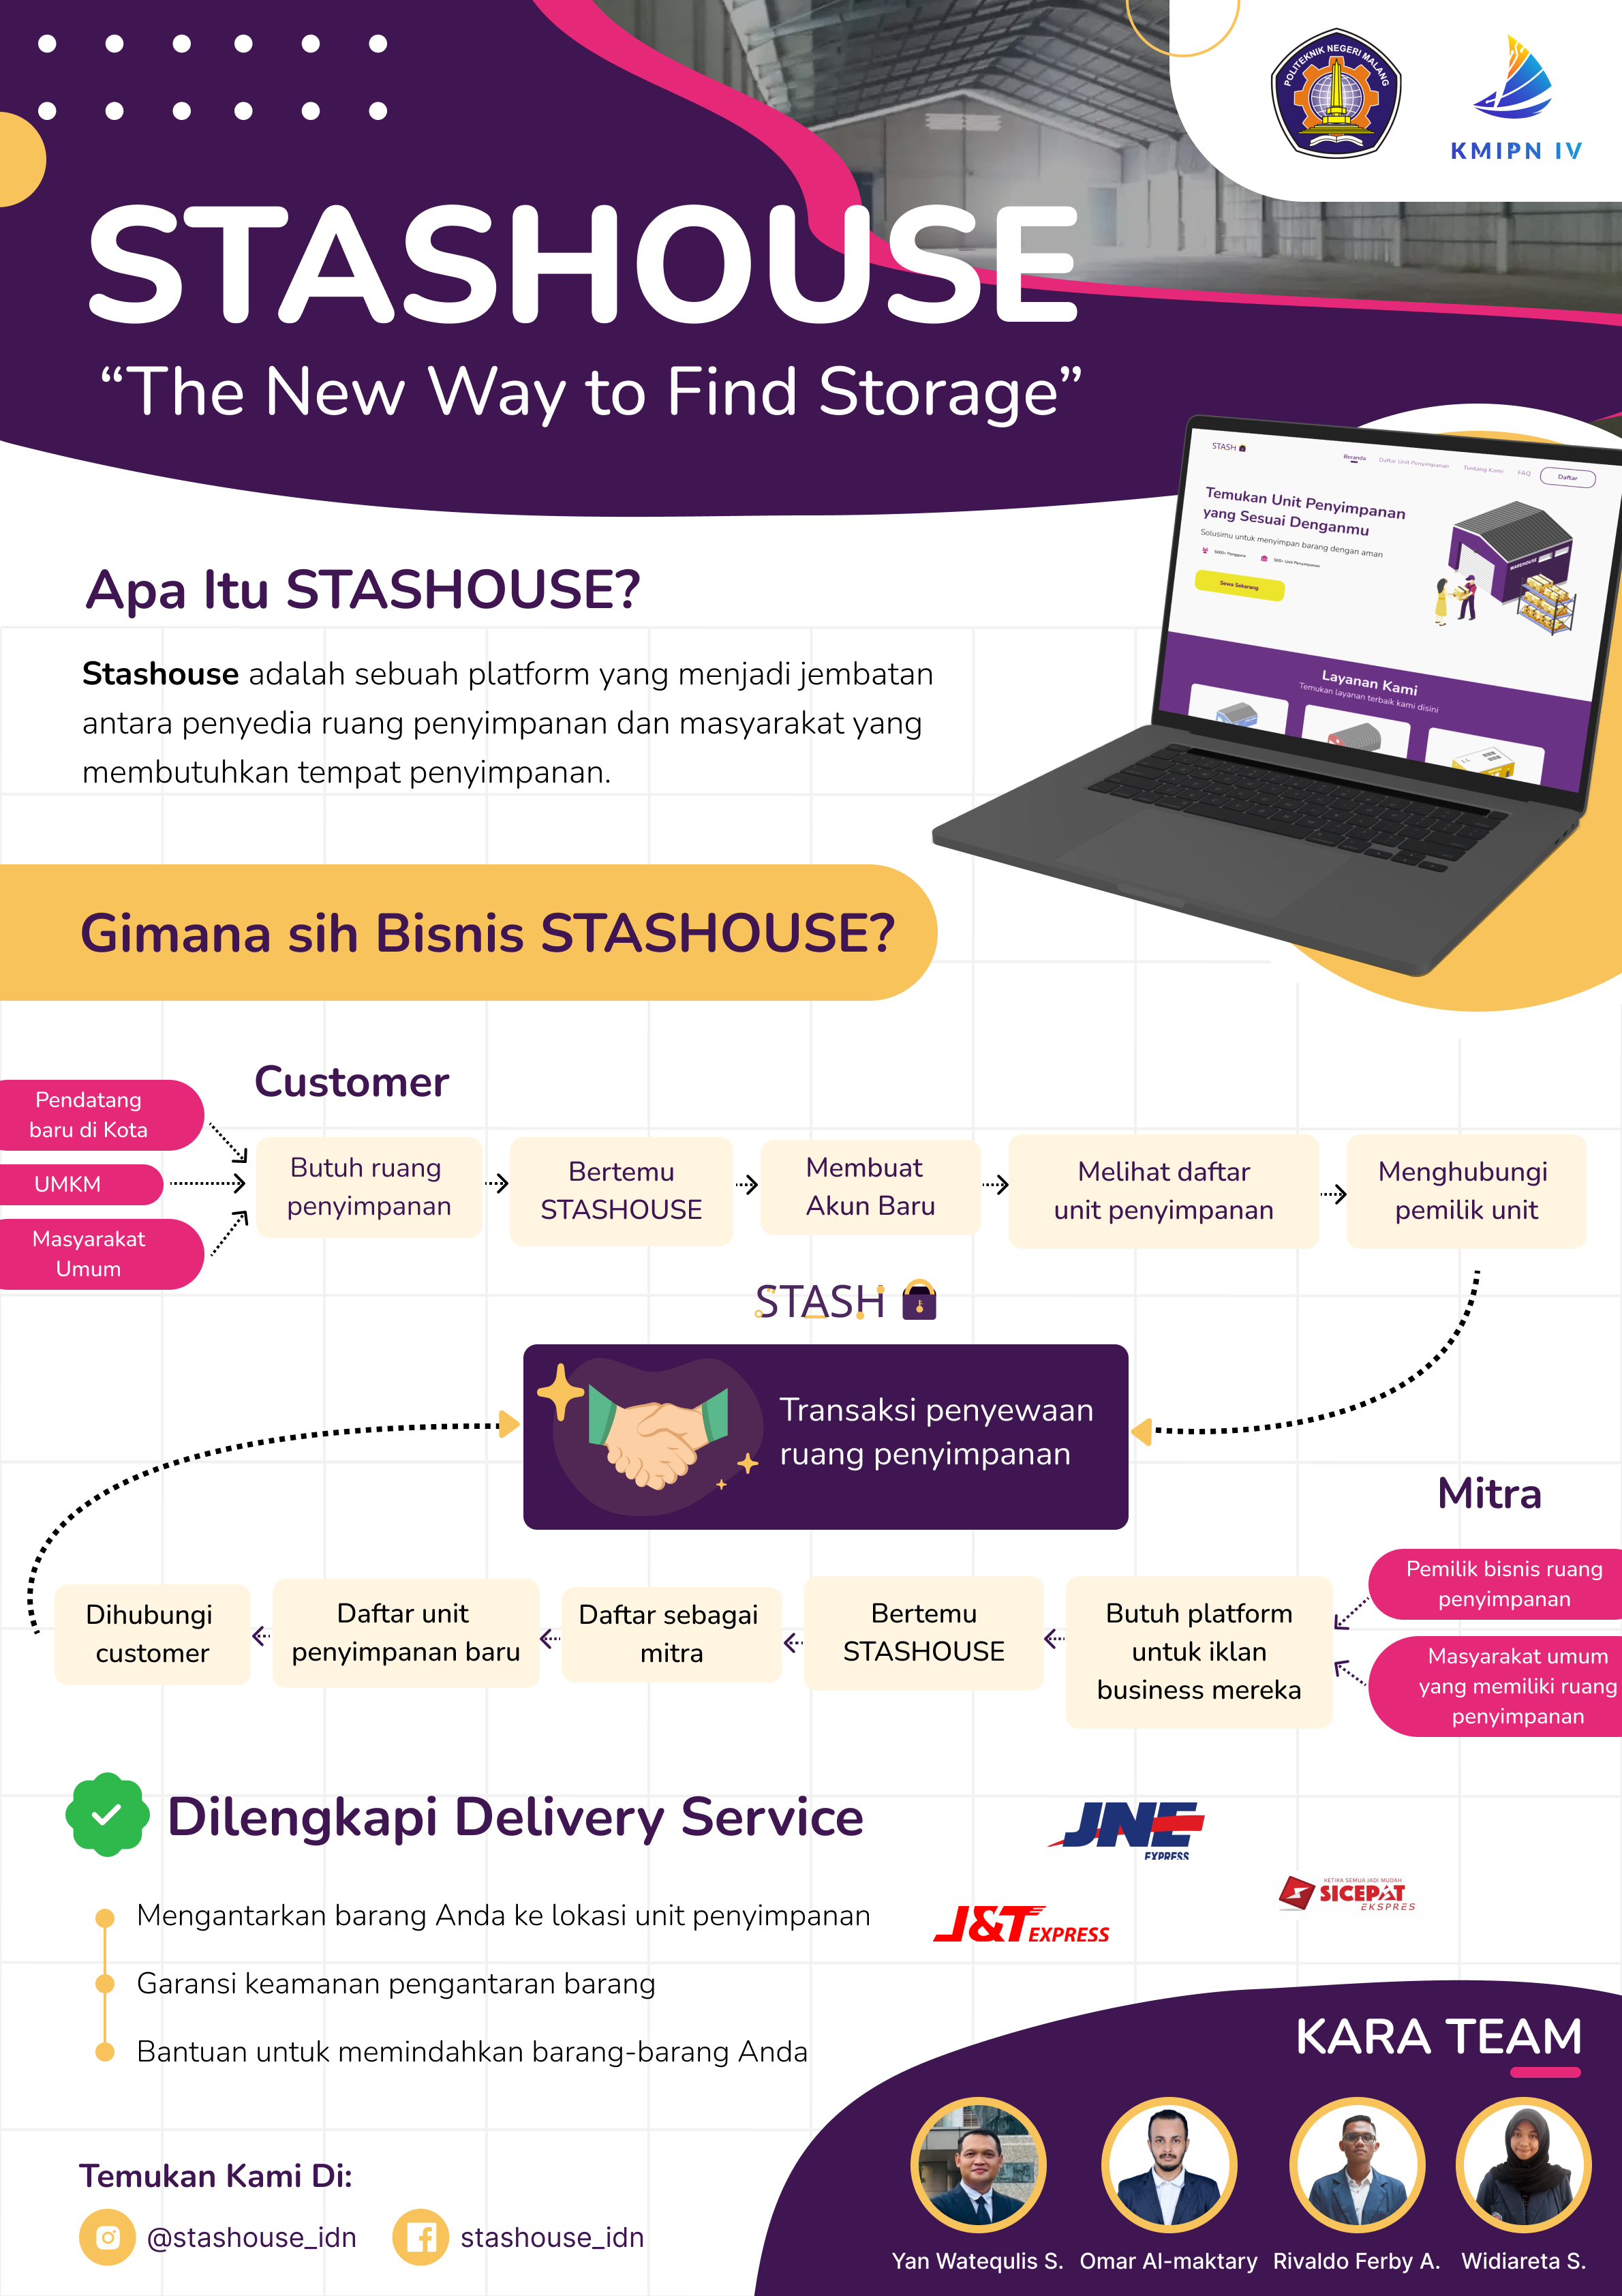 POLITEKNIK NEGERI MALANG
KMIPN IV
STASHOUSE
“The New Way to Find Storage”
STASH
Beranda
Daftar Unit Penyimpanan
Tentang Kami
FAQ
Daftar
Temukan Unit Penyimpanan
yang Sesuai Denganmu
Solusimu untuk menyimpan barang dengan aman
5000+ Pengguna
500+ Unit Penyimpanan
Sewa Sekarang
WAREHOUSE
Layanan Kami
Temukan layanan terbaik kami disini
Apa Itu STASHOUSE?
Stashouse adalah sebuah platform yang menjadi jembatan
antara penyedia ruang penyimpanan dan masyarakat yang
membutuhkan tempat penyimpanan.
Gimana sih Bisnis STASHOUSE?
Customer
Pendatang
baru di Kota
UMKM
Masyarakat
Umum
Butuh ruang
penyimpanan
Bertemu
STASHOUSE
Membuat
Akun Baru
Melihat daftar
unit penyimpanan
Menghubungi
pemilik unit
STASH
Transaksi penyewaan
ruang penyimpanan
Mitra
Pemilik bisnis ruang
penyimpanan
Masyarakat umum
yang memiliki ruang
penyimpanan
Butuh platform
untuk iklan
business mereka
Bertemu
STASHOUSE
Daftar sebagai
mitra
Daftar unit
penyimpanan baru
Dihubungi
customer
Dilengkapi Delivery Service
Mengantarkan barang Anda ke lokasi unit penyimpanan
Garansi keamanan pengantaran barang
Bantuan untuk memindahkan barang-barang Anda
JNE
EXPRESS
KETIKA SEMUA JADI MUDAH
SICEPAT
EKSPRES
J&T EXPRESS
KARA TEAM
Yan Watequlis S.
Omar Al-maktary
Rivaldo Ferby A.
Widiareta S.
Temukan Kami Di:
@stashouse_idn
stashouse_idn